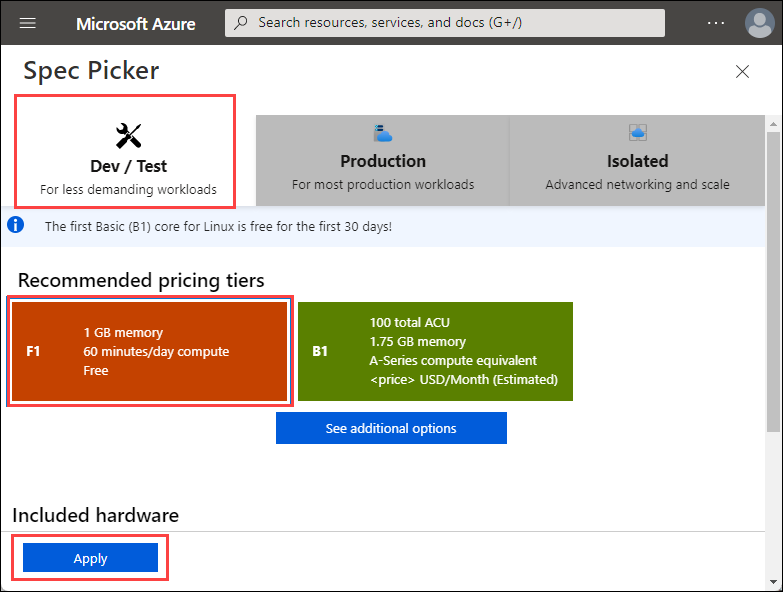 Microsoft Azure
Search resources, services, and docs (G+/)
Spec Picker
Dev / Test
For less demanding workloads
Production
For most production workloads
Isolated
Advanced networking and scale
The first Basic (B1) core for Linux is free for the first 30 days!
Recommended pricing tiers
F1
1 GB memory
60 minutes/day compute
Free
B1
100 total ACU
1.75 GB memory
A-Series compute equivalent
<price> USD/Month (Estimated)
See additional options
Included hardware
Apply